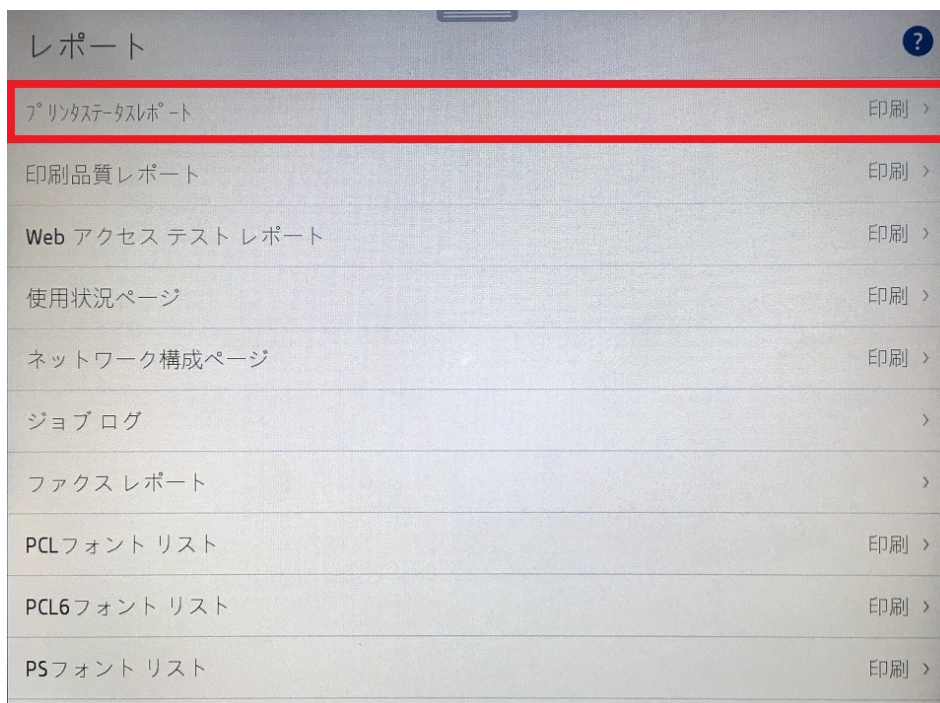 レポート
?
プリンタステータスレポート 印刷 >
印刷品質レポート 印刷 >
Web アクセス テスト レポート 印刷 >
使用状況ページ 印刷 >
ネットワーク構成ページ 印刷 >
ジョブ ログ >
ファクス レポート >
PCLフォント リスト 印刷 >
PCL6フォント リスト 印刷 >
PSフォント リスト 印刷 >